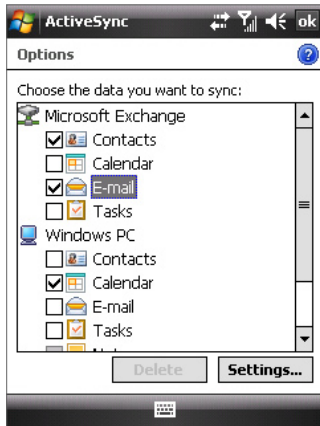 ActiveSync ok
Options
Choose the data you want to sync:
Microsoft Exchange
Contacts
Calendar
E-mail
Tasks
Windows PC
Contacts
Calendar
E-mail
Tasks
Delete Settings...